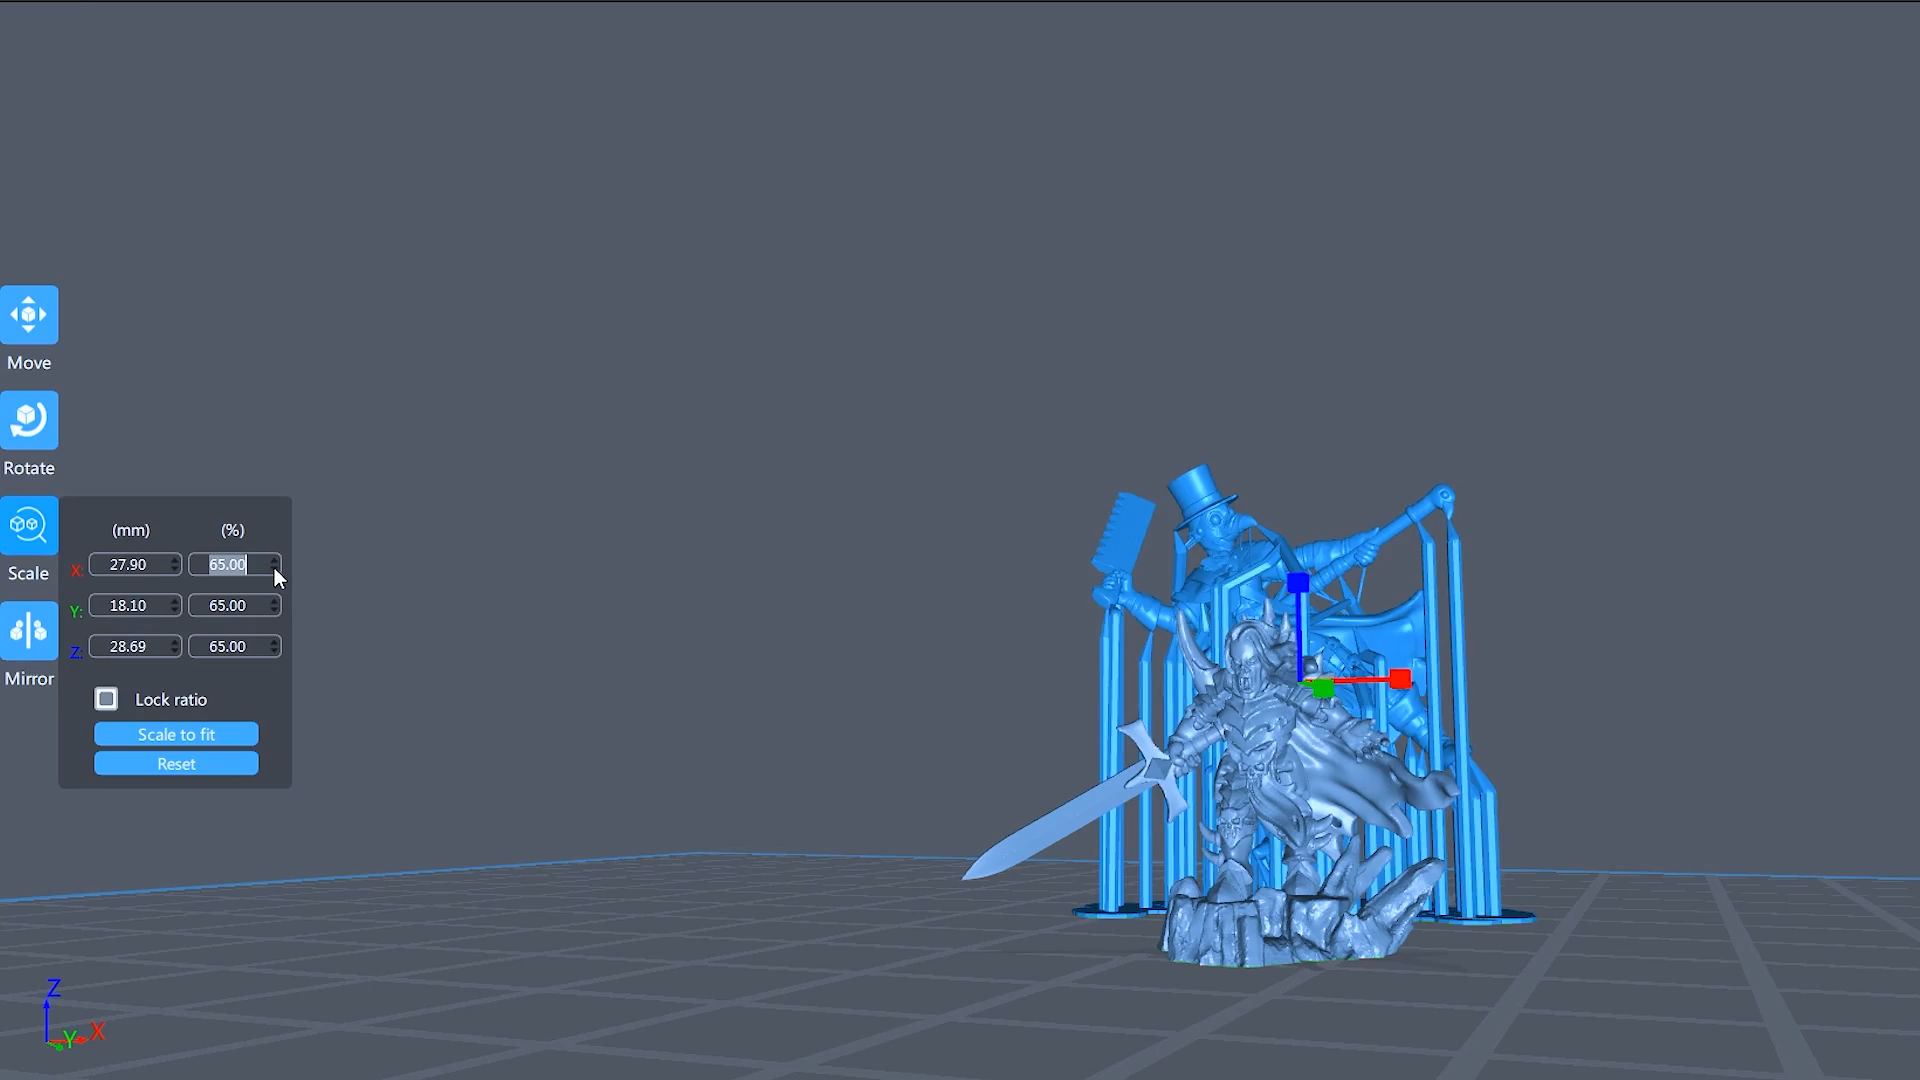 Move
Rotate
Scale
Mirror
(mm) (%)
X: 27.90 65.00
Y: 18.10 65.00
Z: 28.69 65.00
Lock ratio
Scale to fit
Reset
Z
Y X